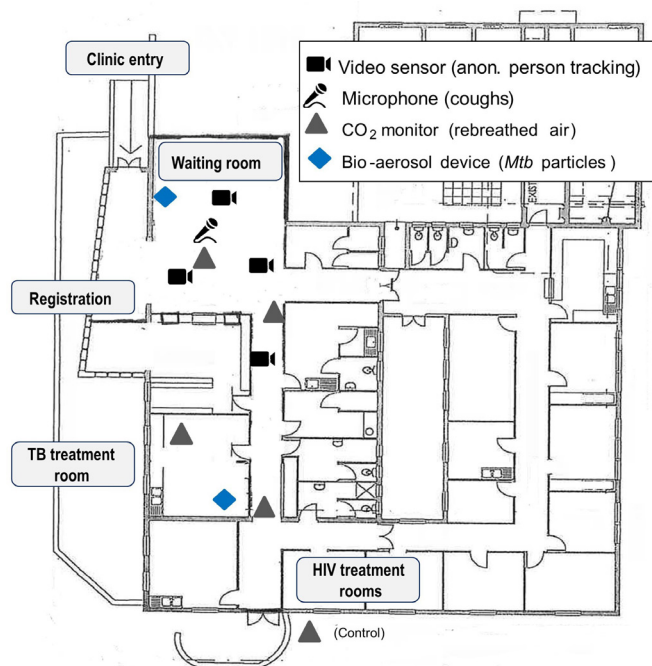 Clinic entry
Video sensor (anon. person tracking)
Microphone (coughs)
CO2 monitor (rebreathed air)
Bio-aerosol device (Mtb particles)
Waiting room
Registration
TB treatment
room
HIV treatment
rooms
(Control)